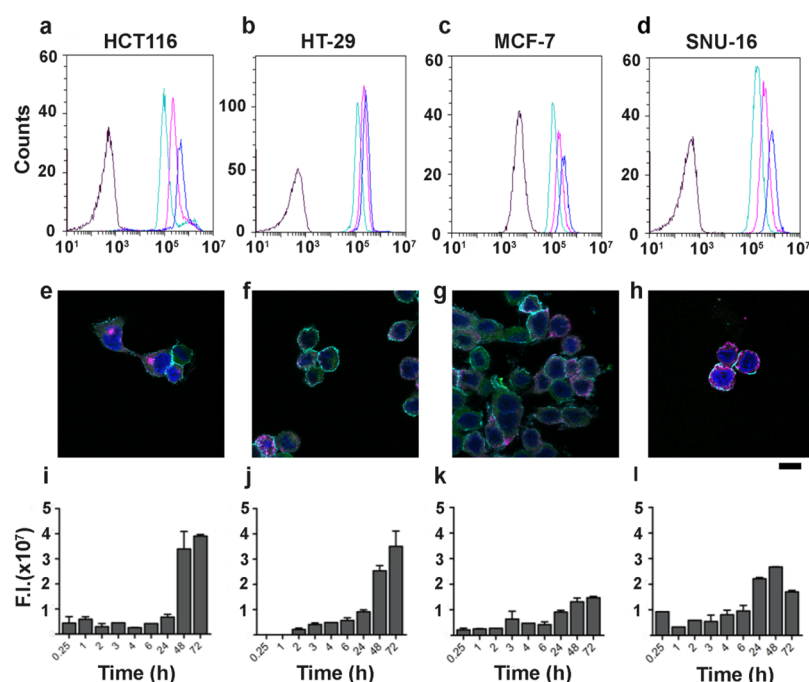 a b c d
HCT116 HT-29 MCF-7 SNU-16
60 60 60
100
40 40 40
Counts
50
20 20 20
0 0 0 0
10¹ 10³ 10⁵ 10⁷ 10¹ 10³ 10⁵ 10⁷ 10¹ 10³ 10⁵ 10⁷ 10¹ 10³ 10⁵ 10⁷
e f g h
i j k l
5 5 5 5
4 4 4 4
3 3 3 3
2 2 2 2
1 1 1 1
0 0 0 0
F.I.(x10⁷)
0.25 1 2 3 4 6 24 48 72 0.25 1 2 3 4 6 24 48 72 0.25 1 2 3 4 6 24 48 72 0.25 1 2 3 4 6 24 48 72
Time (h) Time (h) Time (h) Time (h)